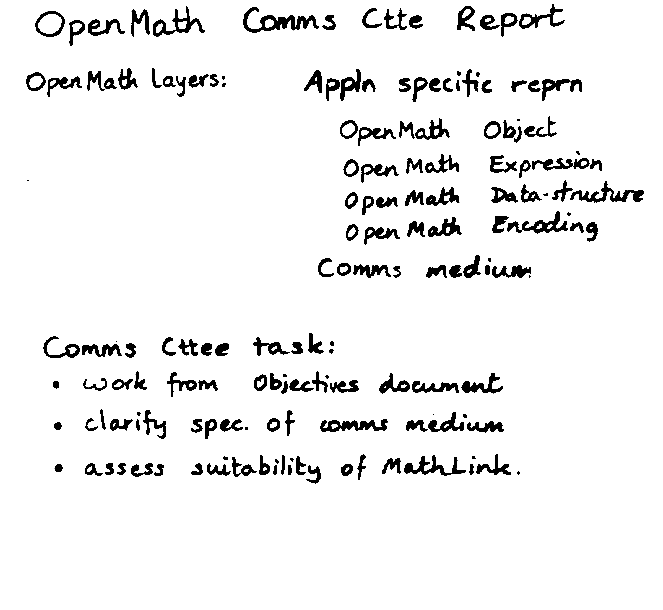 OpenMath Comms Ctte Report
OpenMath Layers: Appln specific reprn
OpenMath Object
OpenMath Expression
OpenMath Data-structure
OpenMath Encoding
Comms medium
Comms Cttee task:
• work from Objectives document
• clarify spec. of comms medium
• assess suitability of MathLink.